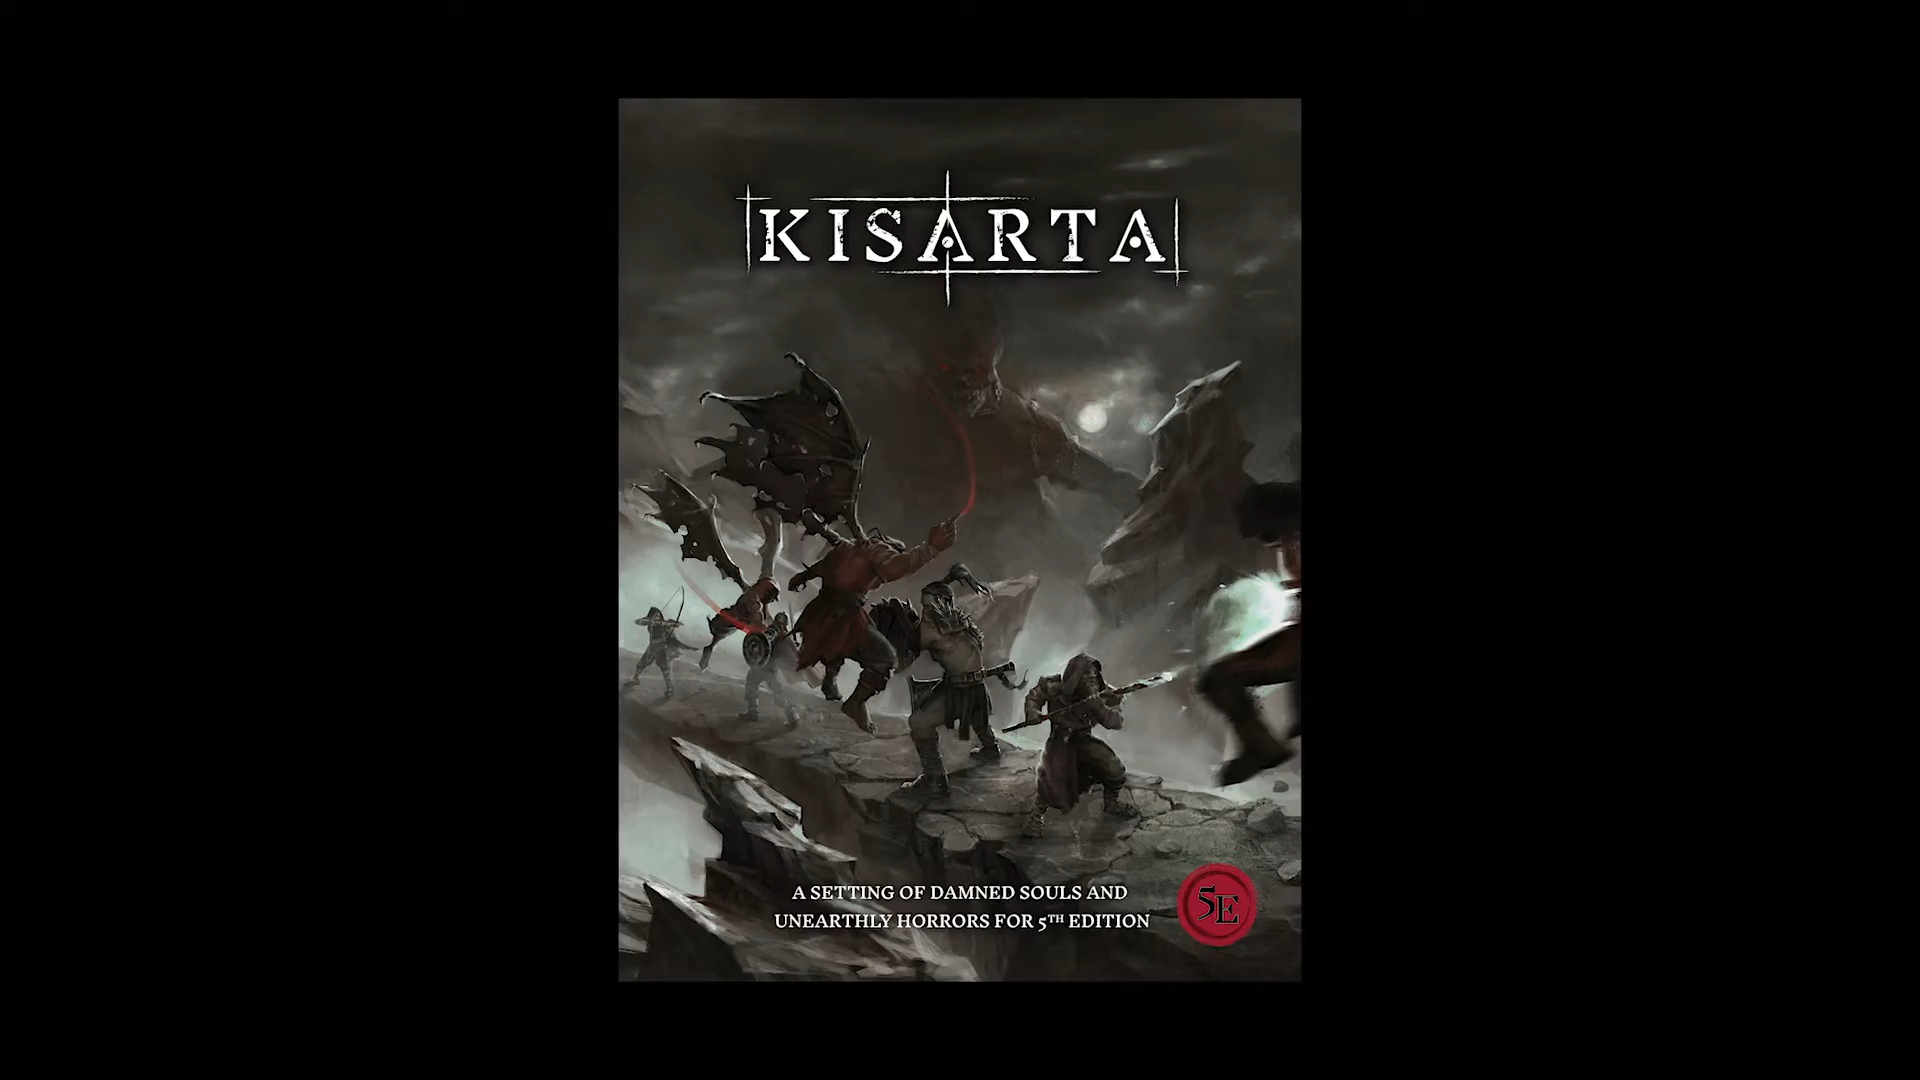 KISARTA
A SETTING OF DAMNED SOULS AND
UNEARTHLY HORRORS FOR 5TH EDITION
5E